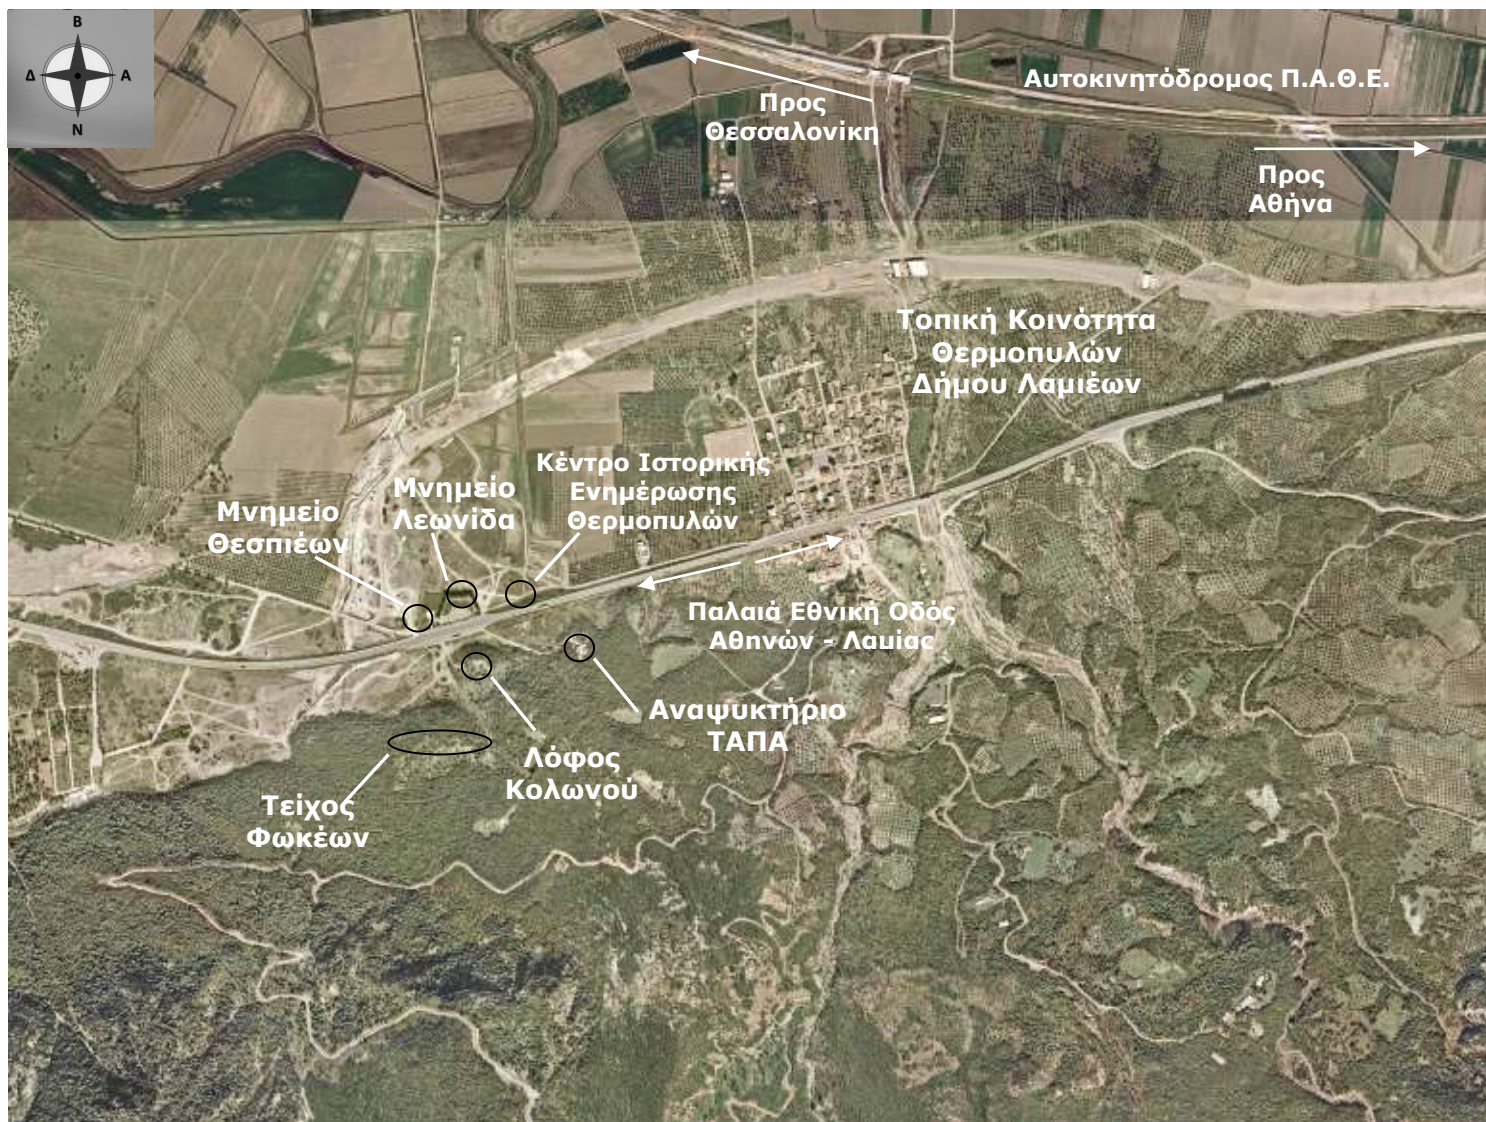 Β
Δ Α
Ν
Αυτοκινητόδρομος Π.Α.Θ.Ε.
Προς
Θεσσαλονίκη
Προς
Αθήνα
Τοπική Κοινότητα
Θερμοπυλών
Δήμου Λαμιέων
Κέντρο Ιστορικής
Ενημέρωσης
Θερμοπυλών
Μνημείο
Λεωνίδα
Μνημείο
Θεσπιέων
Παλαιά Εθνική Οδός
Αθηνών - Λαμίας
Αναψυκτήριο
ΤΑΠΑ
Λόφος
Κολωνού
Τείχος
Φωκέων